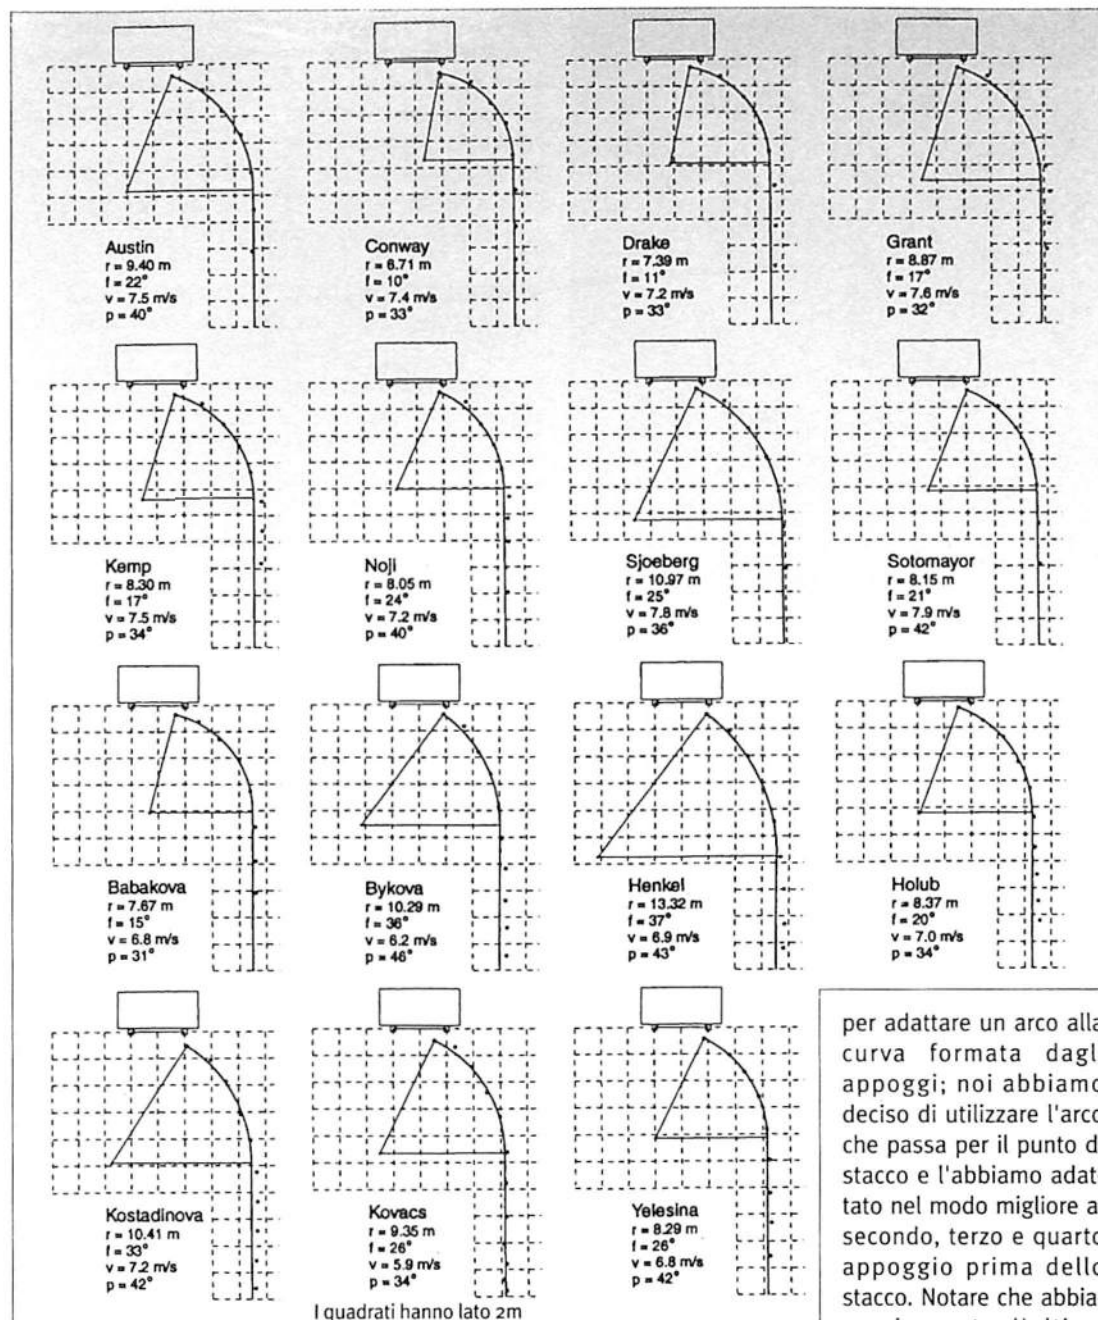 Austin
r = 9.40 m
f = 22°
v = 7.5 m/s
p = 40°
Conway
r = 6.71 m
f = 10°
v = 7.4 m/s
p = 33°
Drake
r = 7.39 m
f = 11°
v = 7.2 m/s
p = 33°
Grant
r = 8.87 m
f = 17°
v = 7.6 m/s
p = 32°
Kemp
r = 8.30 m
f = 17°
v = 7.5 m/s
p = 34°
Noji
r = 8.05 m
f = 24°
v = 7.2 m/s
p = 40°
Sjoeberg
r = 10.97 m
f = 25°
v = 7.8 m/s
p = 36°
Sotomayor
r = 8.15 m
f = 21°
v = 7.9 m/s
p = 42°
Babakova
r = 7.67 m
f = 15°
v = 6.8 m/s
p = 31°
Bykova
r = 10.29 m
f = 36°
v = 6.2 m/s
p = 46°
Henkel
r = 13.32 m
f = 37°
v = 6.9 m/s
p = 43°
Holub
r = 8.37 m
f = 20°
v = 7.0 m/s
p = 34°
Kostadinova
r = 10.41 m
f = 33°
v = 7.2 m/s
p = 42°
Kovacs
r = 9.35 m
f = 26°
v = 5.9 m/s
p = 34°
Yelesina
r = 8.29 m
f = 26°
v = 6.8 m/s
p = 42°
I quadrati hanno lato 2m
per adattare un arco alla
curva formata dagli
appoggi; noi abbiamo
deciso di utilizzare l'arco
che passa per il punto di
stacco e l'abbiamo adat-
tato nel modo migliore a
secondo, terzo e quarto
appoggio prima dello
stacco. Notare che abbia-